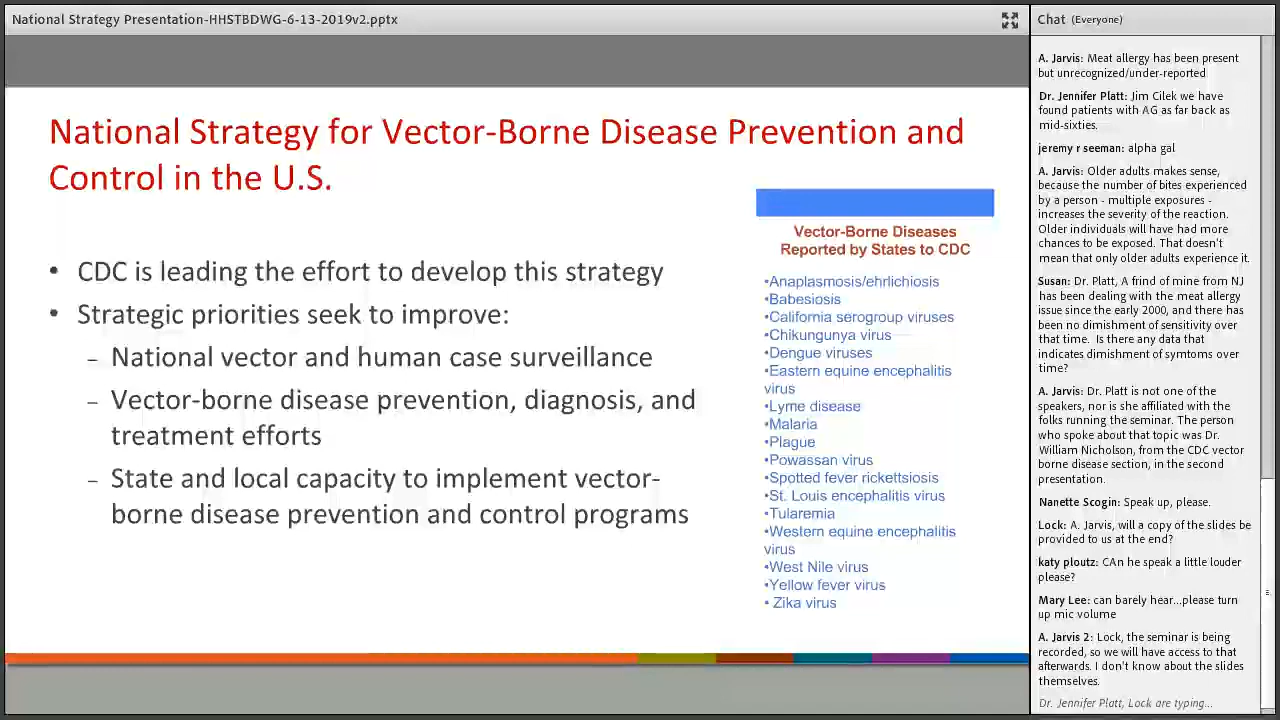 National Strategy Presentation-HHSTBDWG-6-13-2019v2.pptx
National Strategy for Vector-Borne Disease Prevention and
Control in the U.S.
• CDC is leading the effort to develop this strategy
• Strategic priorities seek to improve:
– National vector and human case surveillance
– Vector-borne disease prevention, diagnosis, and
treatment efforts
– State and local capacity to implement vector-
borne disease prevention and control programs
Vector-Borne Diseases
Reported by States to CDC
•Anaplasmosis/ehrlichiosis
•Babesiosis
•California serogroup viruses
•Chikungunya virus
•Dengue viruses
•Eastern equine encephalitis
virus
•Lyme disease
•Malaria
•Plague
•Powassan virus
•Spotted fever rickettsiosis
•St. Louis encephalitis virus
•Tularemia
•Western equine encephalitis
virus
•West Nile virus
•Yellow fever virus
• Zika virus
Chat (Everyone)
A. Jarvis: Meat allergy has been present
but unrecognized/under-reported
Dr. Jennifer Platt: Jim Cilek we have
found patients with AG as far back as
mid-sixties.
jeremy r seeman: alpha gal
A. Jarvis: Older adults makes sense,
because the number of bites experienced
by a person - multiple exposures -
increases the severity of the reaction.
Older individuals will have had more
chances to be exposed. That doesn't
mean that only older adults experience it.
Susan: Dr. Platt, A frind of mine from NJ
has been dealing with the meat allergy
issue since the early 2000, and there has
been no dimishment of sensitivity over
that time. Is there any data that
indicates dimishment of symtoms over
time?
A. Jarvis: Dr. Platt is not one of the
speakers, nor is she affiliated with the
folks running the seminar. The person
who spoke about that topic was Dr.
William Nicholson, from the CDC vector
borne disease section, in the second
presentation.
Nanette Scogin: Speak up, please.
Lock: A. Jarvis, will a copy of the slides be
provided to us at the end?
katy ploutz: CAn he speak a little louder
please?
Mary Lee: can barely hear...please turn
up mic volume
A. Jarvis 2: Lock, the seminar is being
recorded, so we will have access to that
afterwards. I don't know about the slides
themselves.
Dr. Jennifer Platt, Lock are typing...